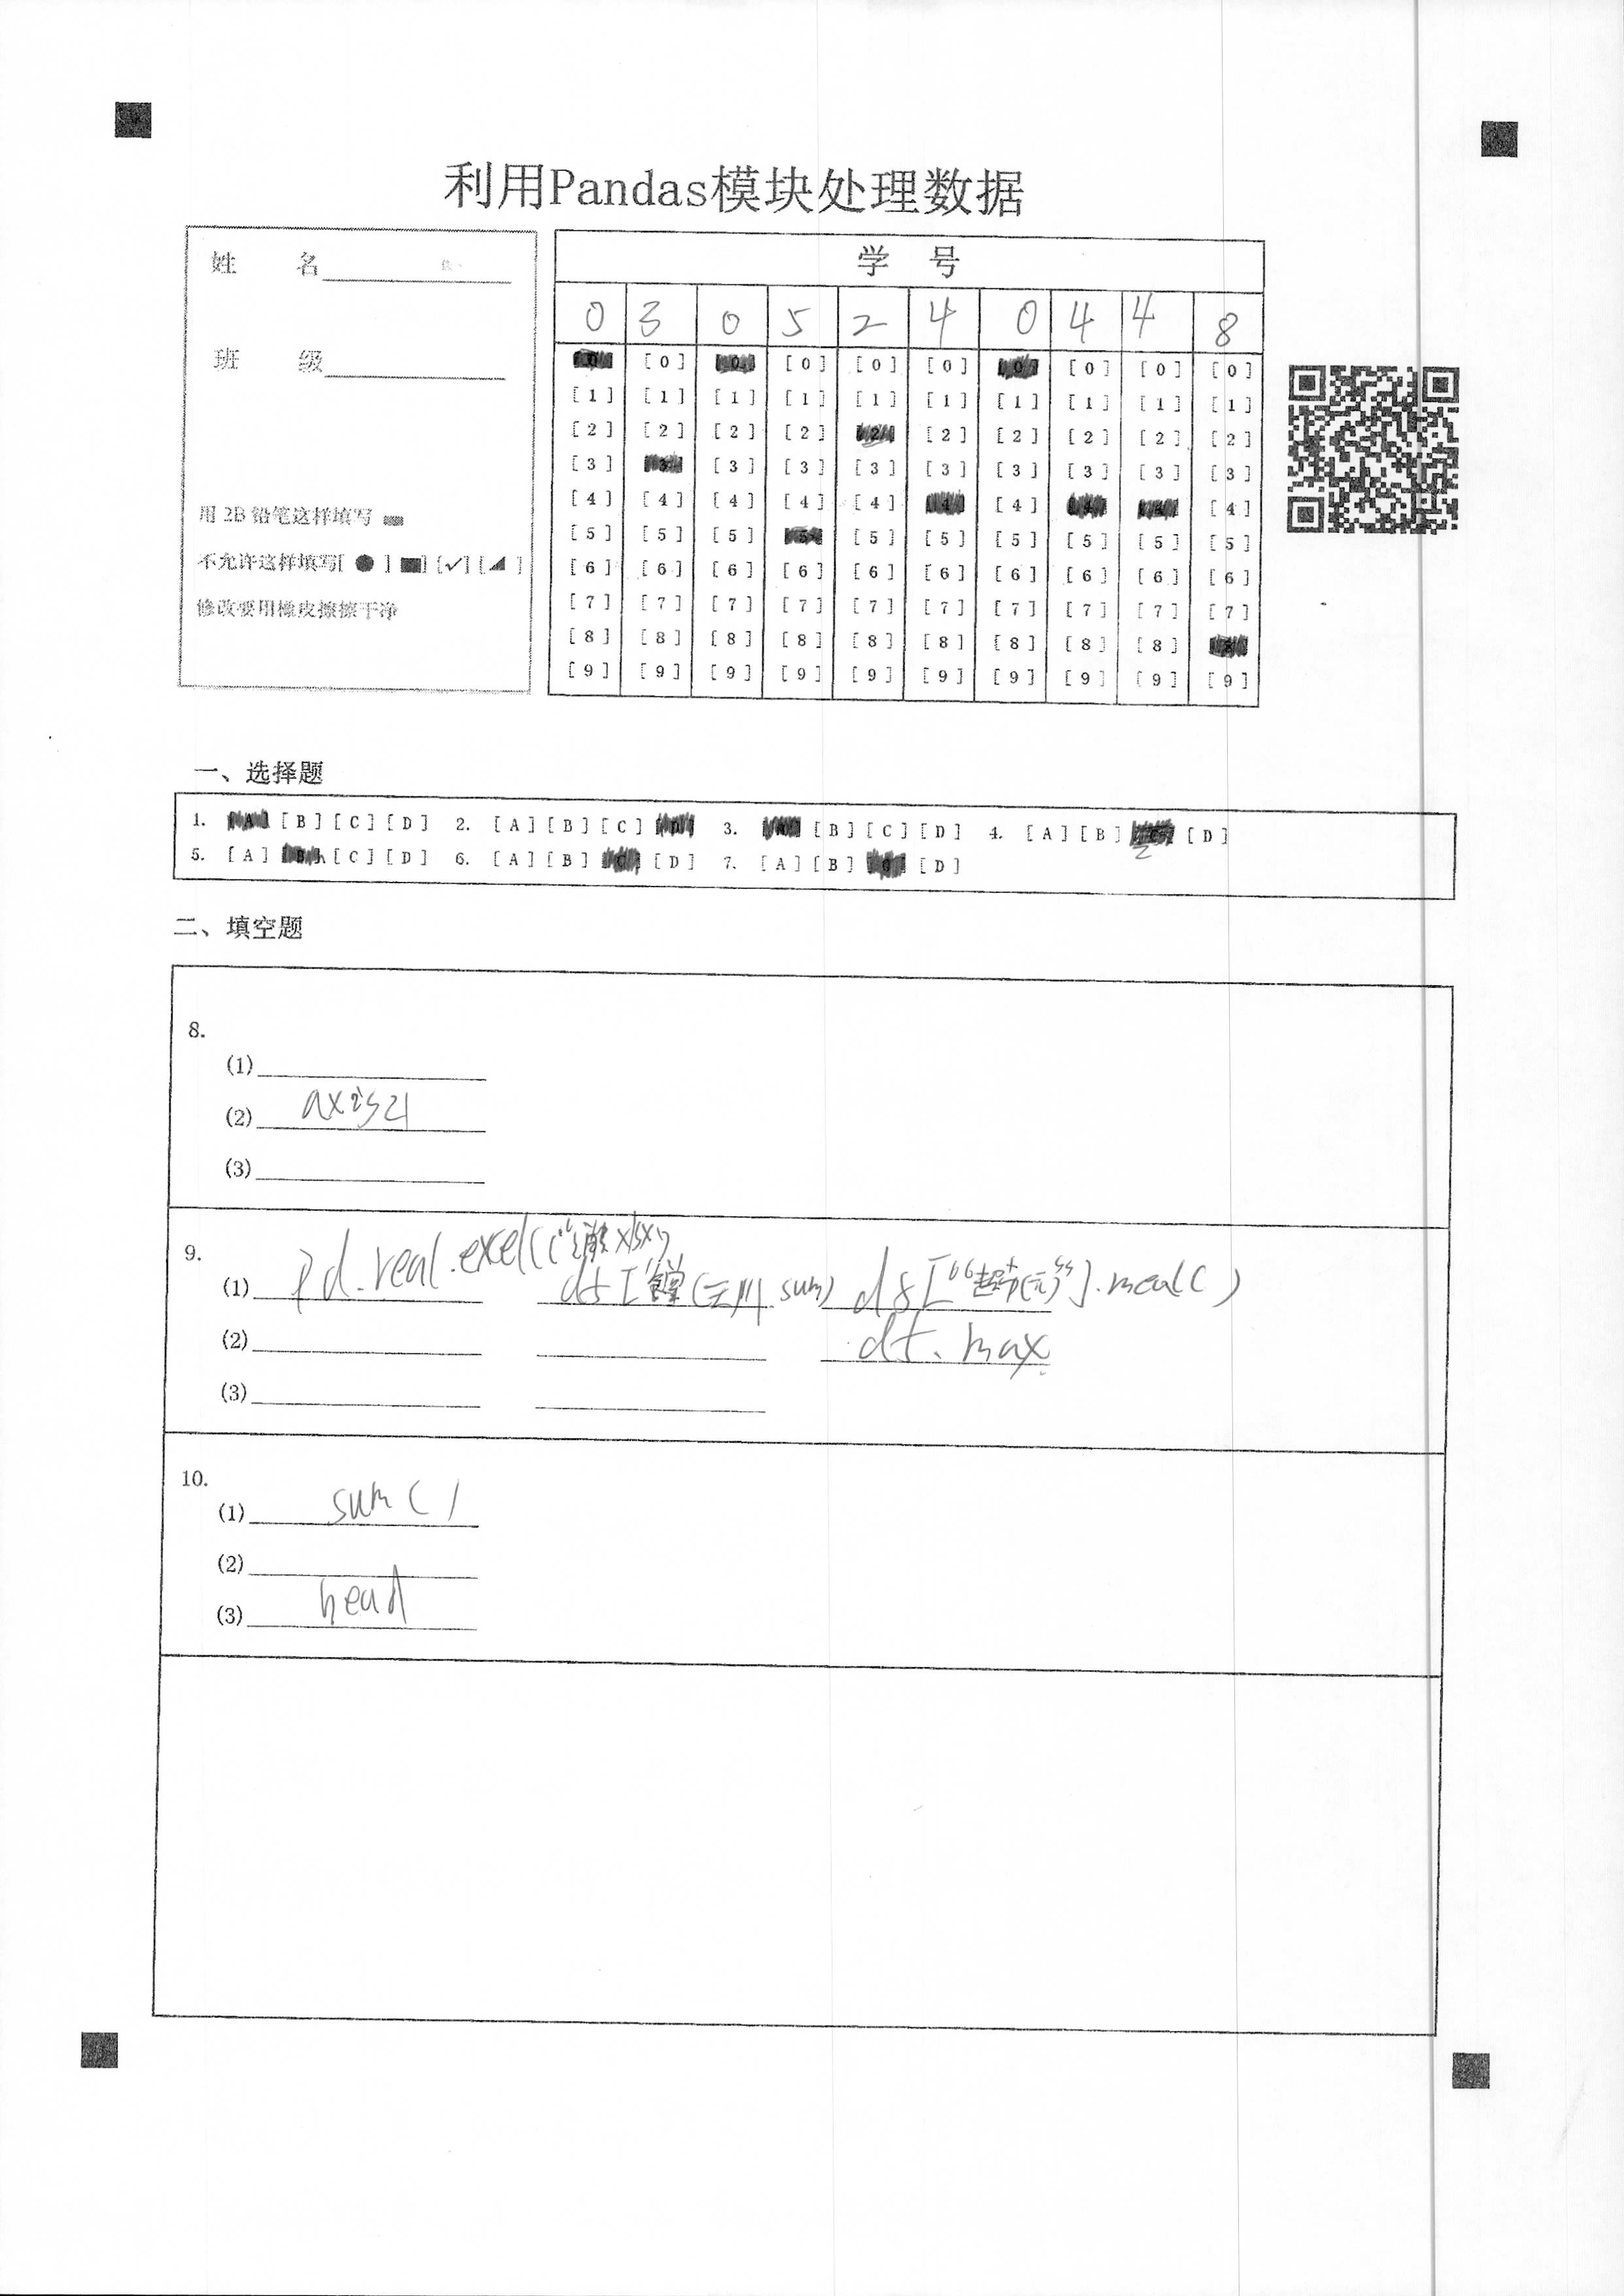 利用Pandas模块处理数据
姓 名
班 级
用 2B 铅笔这样填写
不允许这样填写[ ● ] [■] [✓] [◢ ]
修改要用橡皮擦擦干净
学 号
0 3 0 5 2 4 0 4 4 8
[0] [0] [0] [0] [0] [0] [0] [0] [0] [0]
[1] [1] [1] [1] [1] [1] [1] [1] [1] [1]
[2] [2] [2] [2] [2] [2] [2] [2] [2] [2]
[3] [3] [3] [3] [3] [3] [3] [3] [3] [3]
[4] [4] [4] [4] [4] [4] [4] [4] [4] [4]
[5] [5] [5] [5] [5] [5] [5] [5] [5] [5]
[6] [6] [6] [6] [6] [6] [6] [6] [6] [6]
[7] [7] [7] [7] [7] [7] [7] [7] [7] [7]
[8] [8] [8] [8] [8] [8] [8] [8] [8] [8]
[9] [9] [9] [9] [9] [9] [9] [9] [9] [9]
一、选择题
1. [A] [B] [C] [D] 2. [A] [B] [C] [D] 3. [A] [B] [C] [D] 4. [A] [B] [C] [D]
5. [A] [B] [C] [D] 6. [A] [B] [C] [D] 7. [A] [B] [C] [D]
二、填空题
8.
(1)
(2) axis=1
(3)
9.
(1) pd.real.excel(("消费.xlsx") df["食堂(元)"].sum) df["超市(元)"].mea( )
(2) df.max
(3)
10.
(1) sum( )
(2)
(3) head